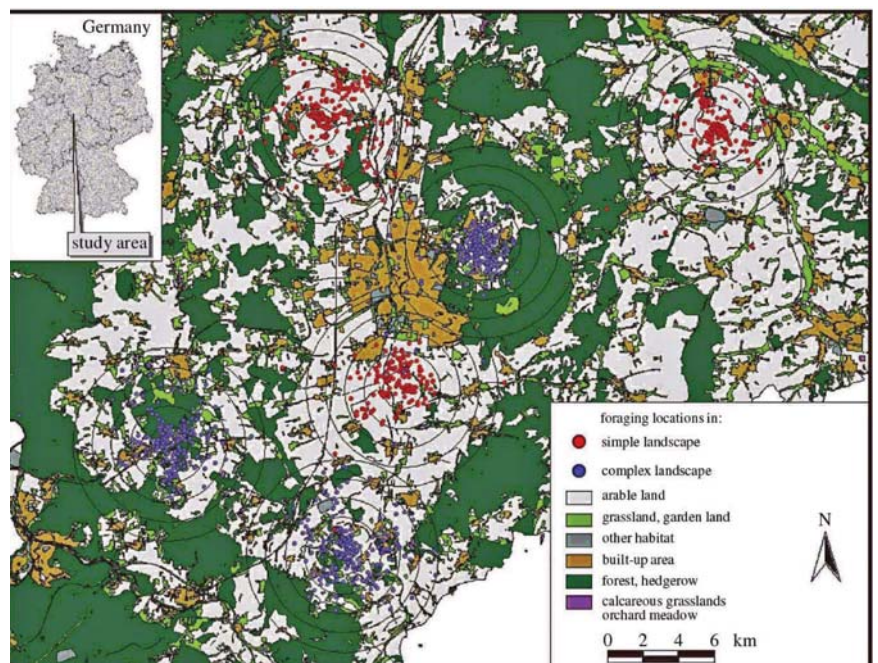 Germany
study area
foraging locations in:
simple landscape
complex landscape
arable land
grassland, garden land
other habitat
built-up area
forest, hedgerow
calcareous grasslands
orchard meadow
N
0 2 4 6 km